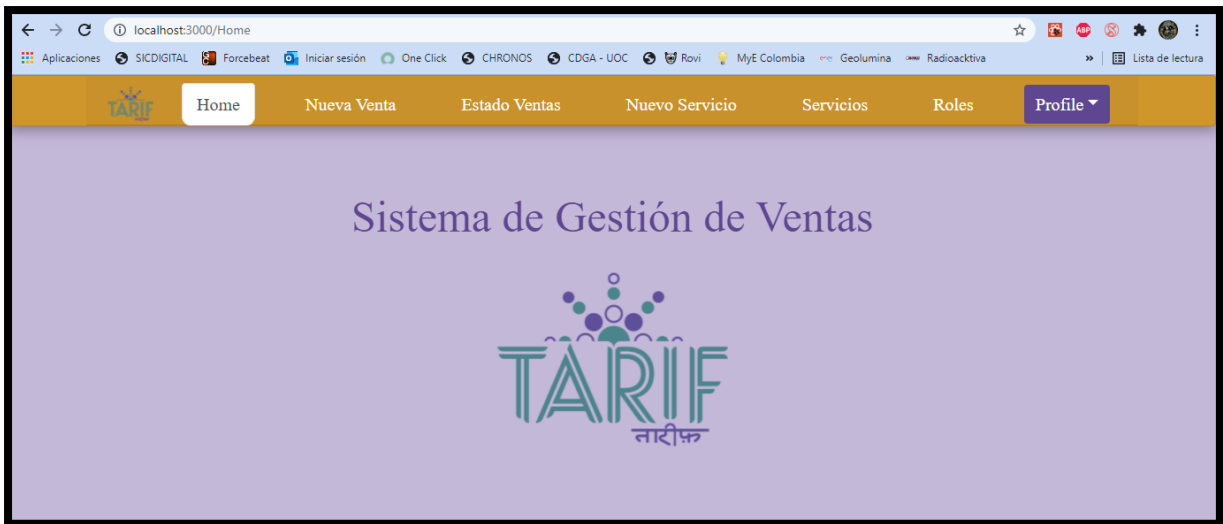 localhost:3000/Home
Aplicaciones SICDIGITAL Forcebeat Iniciar sesión One Click CHRONOS CDGA - UOC Rovi MyE Colombia Geolumina Radioacktiva » Lista de lectura
TARIF Home Nueva Venta Estado Ventas Nuevo Servicio Servicios Roles Profile
Sistema de Gestión de Ventas
TARIF
तारीफ़